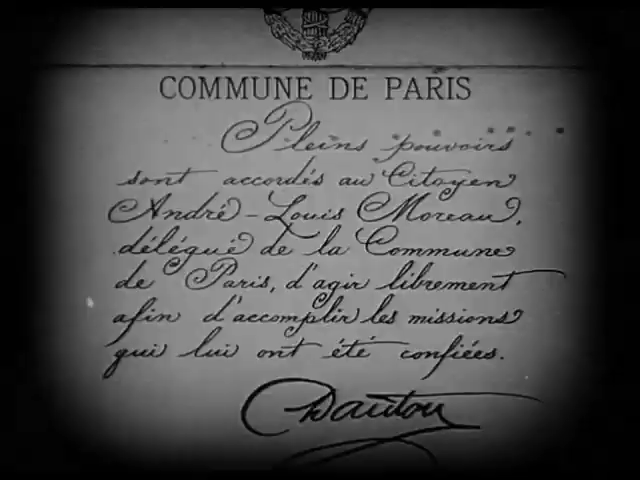 COMMUNE DE PARIS
Pleins pouvoirs
sont accordés au Citoyen
André-Louis Moreau,
délégué de la Commune
de Paris, d'agir librement
afin d'accomplir les missions
qui lui ont été confiées.
Danton